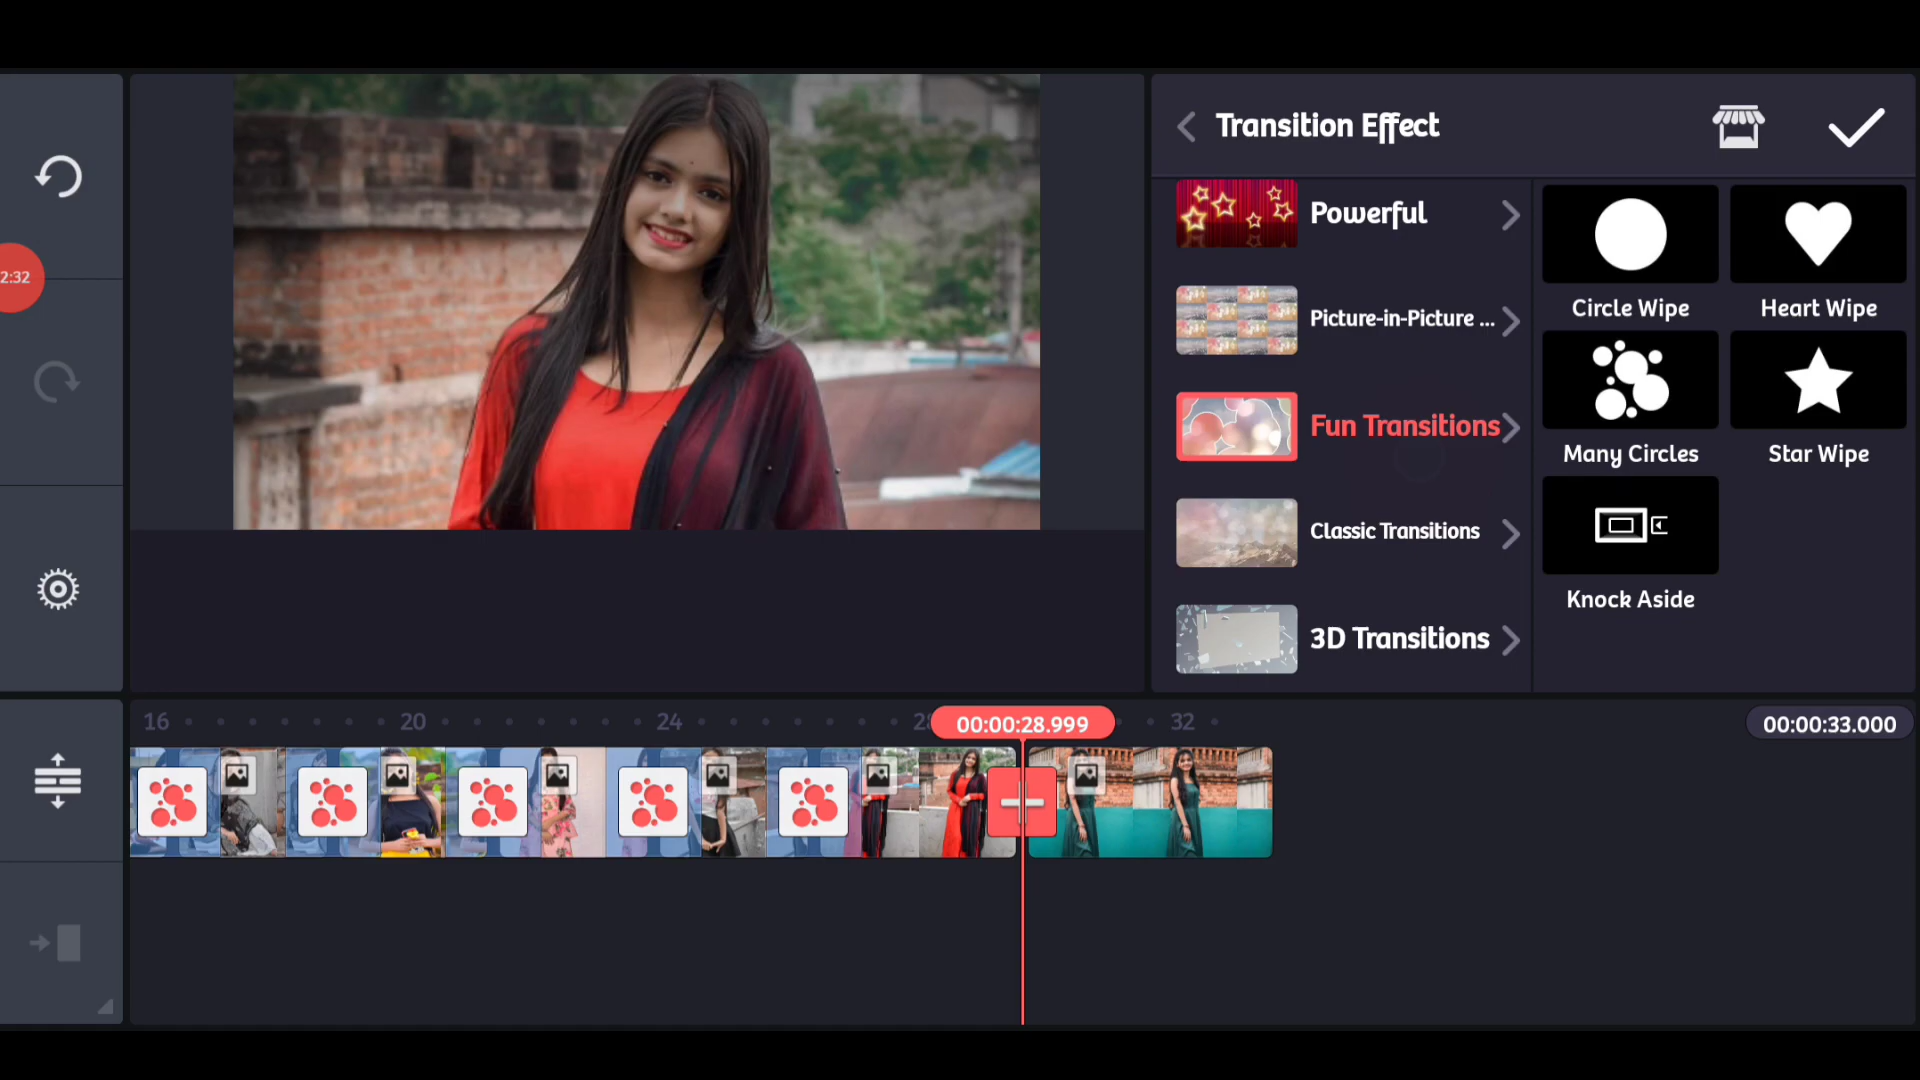 Transition Effect
Powerful
Picture-in-Picture ...
Fun Transitions
Classic Transitions
3D Transitions
Circle Wipe
Heart Wipe
Many Circles
Star Wipe
Knock Aside
2:32
16
20
24
00:00:28.999
32
00:00:33.000